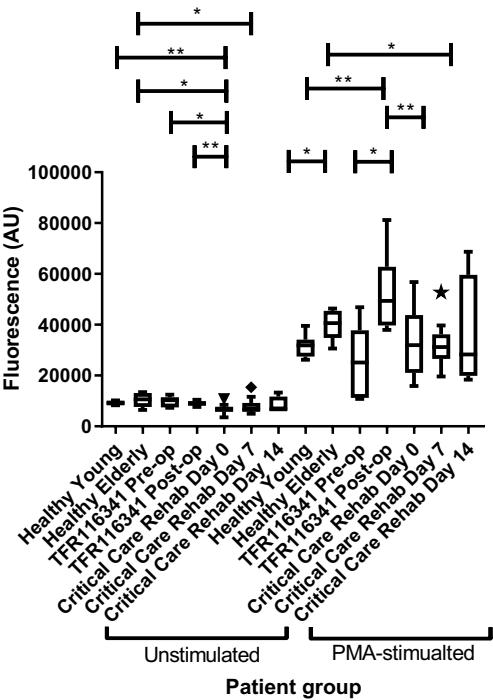 *
**
*
*
*
**
*
**
**
*
*
100000
80000
60000
40000
20000
0
Fluorescence (AU)
Healthy Young
Healthy Elderly
TFR116341 Pre-op
TFR116341 Post-op
Critical Care Rehab Day 0
Critical Care Rehab Day 7
Critical Care Rehab Day 14
Healthy Young
Healthy Elderly
TFR116341 Pre-op
TFR116341 Post-op
Critical Care Rehab Day 0
Critical Care Rehab Day 7
Critical Care Rehab Day 14
Unstimulated
PMA-stimualted
Patient group